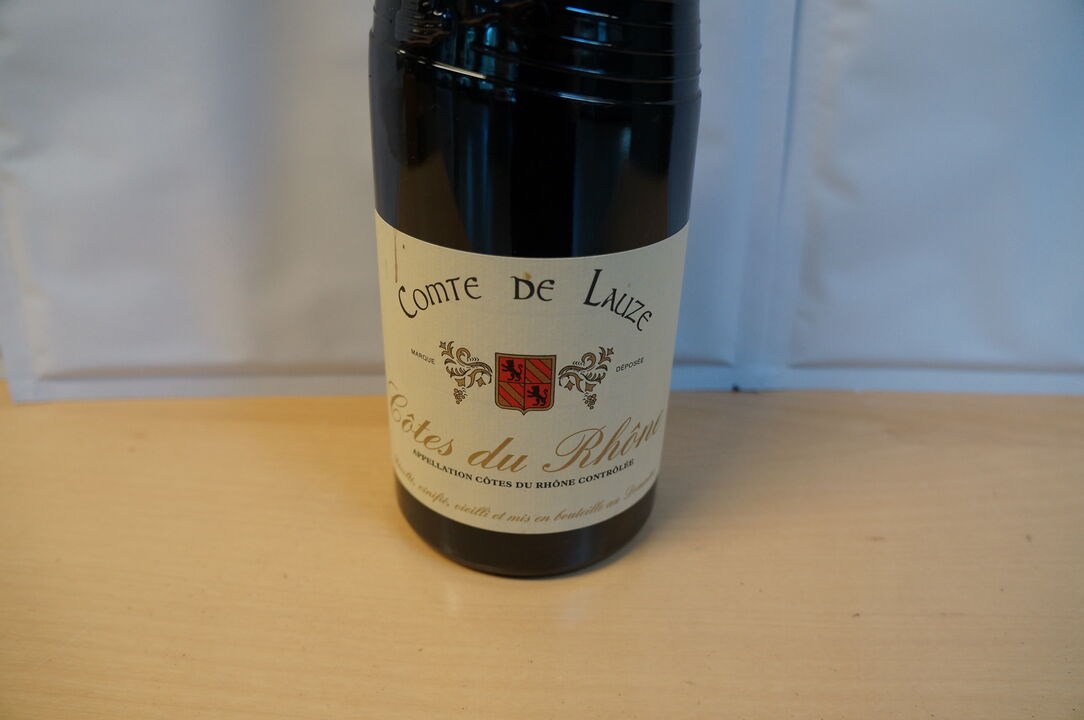 COMTE DE LAUZE
MARQUE DÉPOSÉE
Côtes du Rhône
APPELLATION CÔTES DU RHÔNE CONTRÔLÉE
vinifié, vieilli et mis en bouteille au